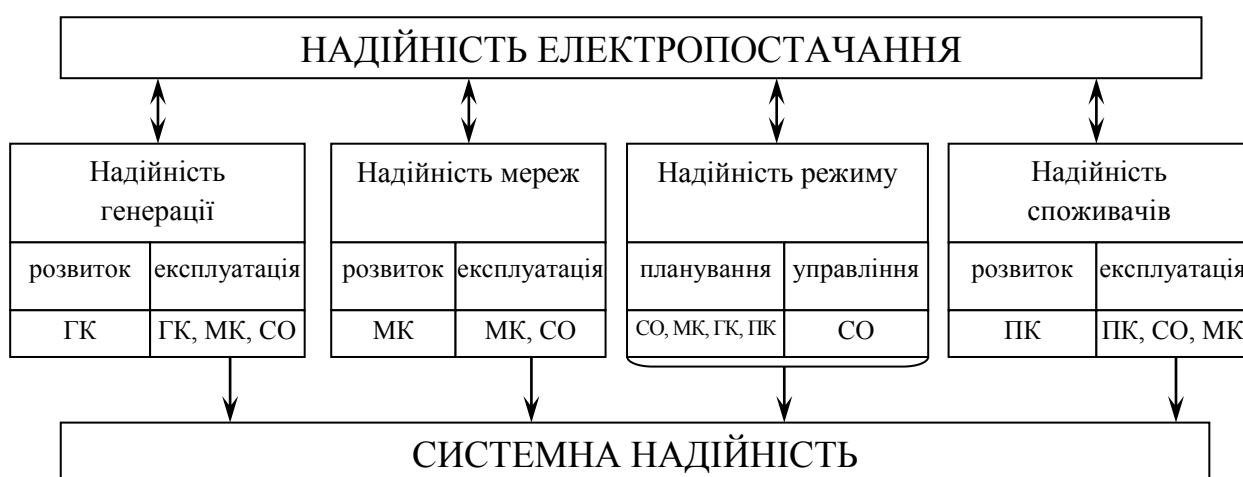 НАДІЙНІСТЬ ЕЛЕКТРОПОСТАЧАННЯ
Надійність
генерації
розвиток експлуатація
ГК ГК, МК, СО
Надійність мереж
розвиток експлуатація
МК МК, СО
Надійність режиму
планування управління
СО, МК, ГК, ПК СО
Надійність
споживачів
розвиток експлуатація
ПК ПК, СО, МК
СИСТЕМНА НАДІЙНІСТЬ